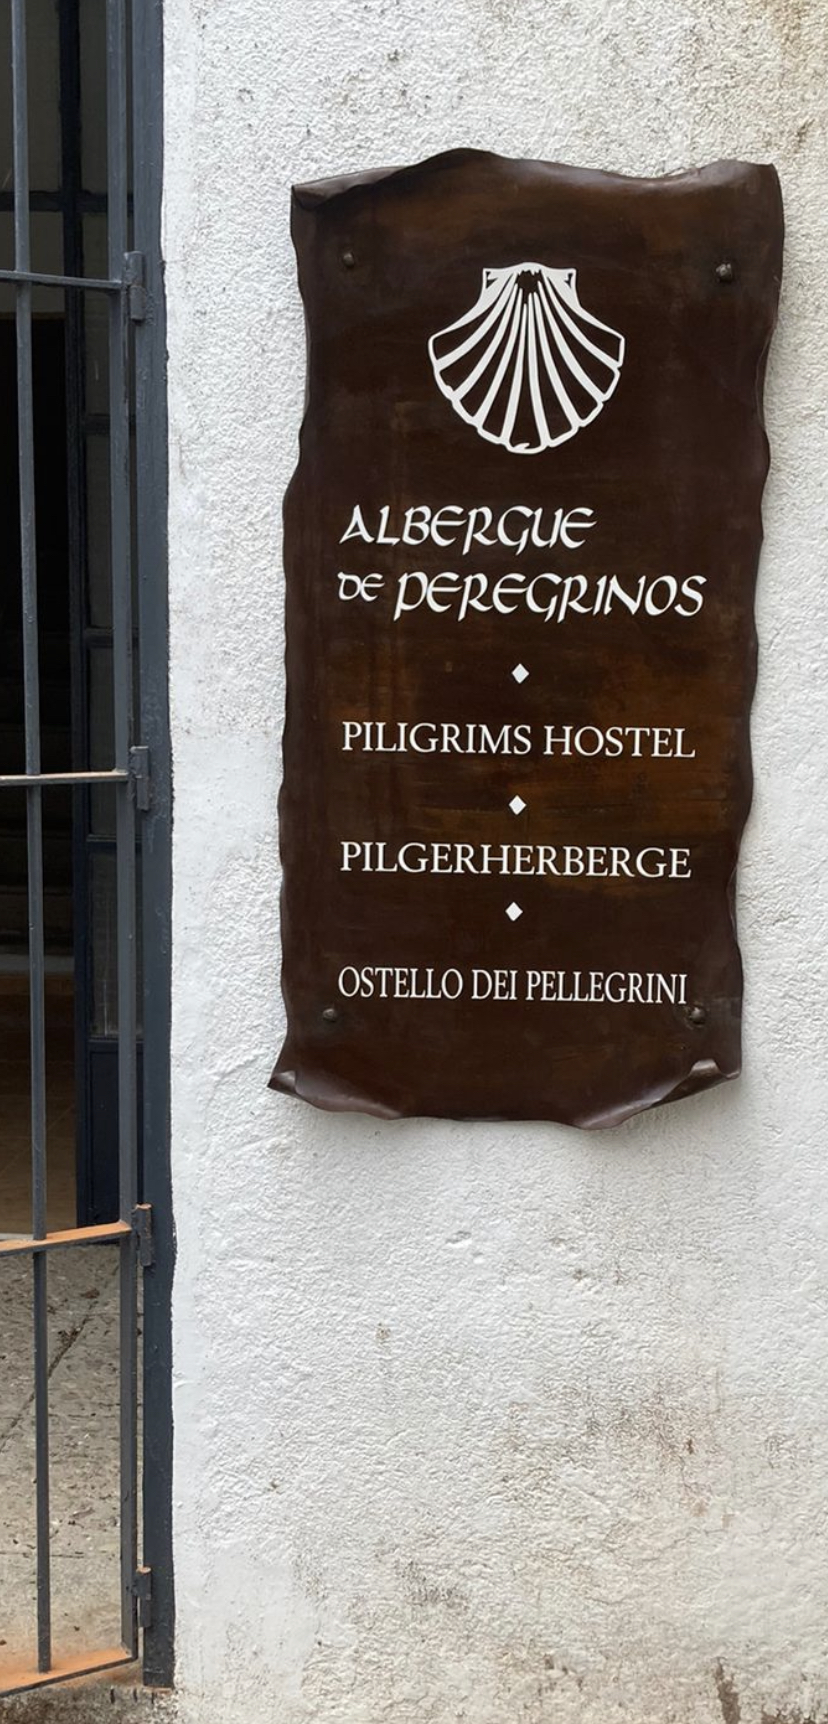 ALBERGUE
DE PEREGRINOS
PILIGRIMS HOSTEL
PILGERHERBERGE
OSTELLO DEI PELLEGRINI